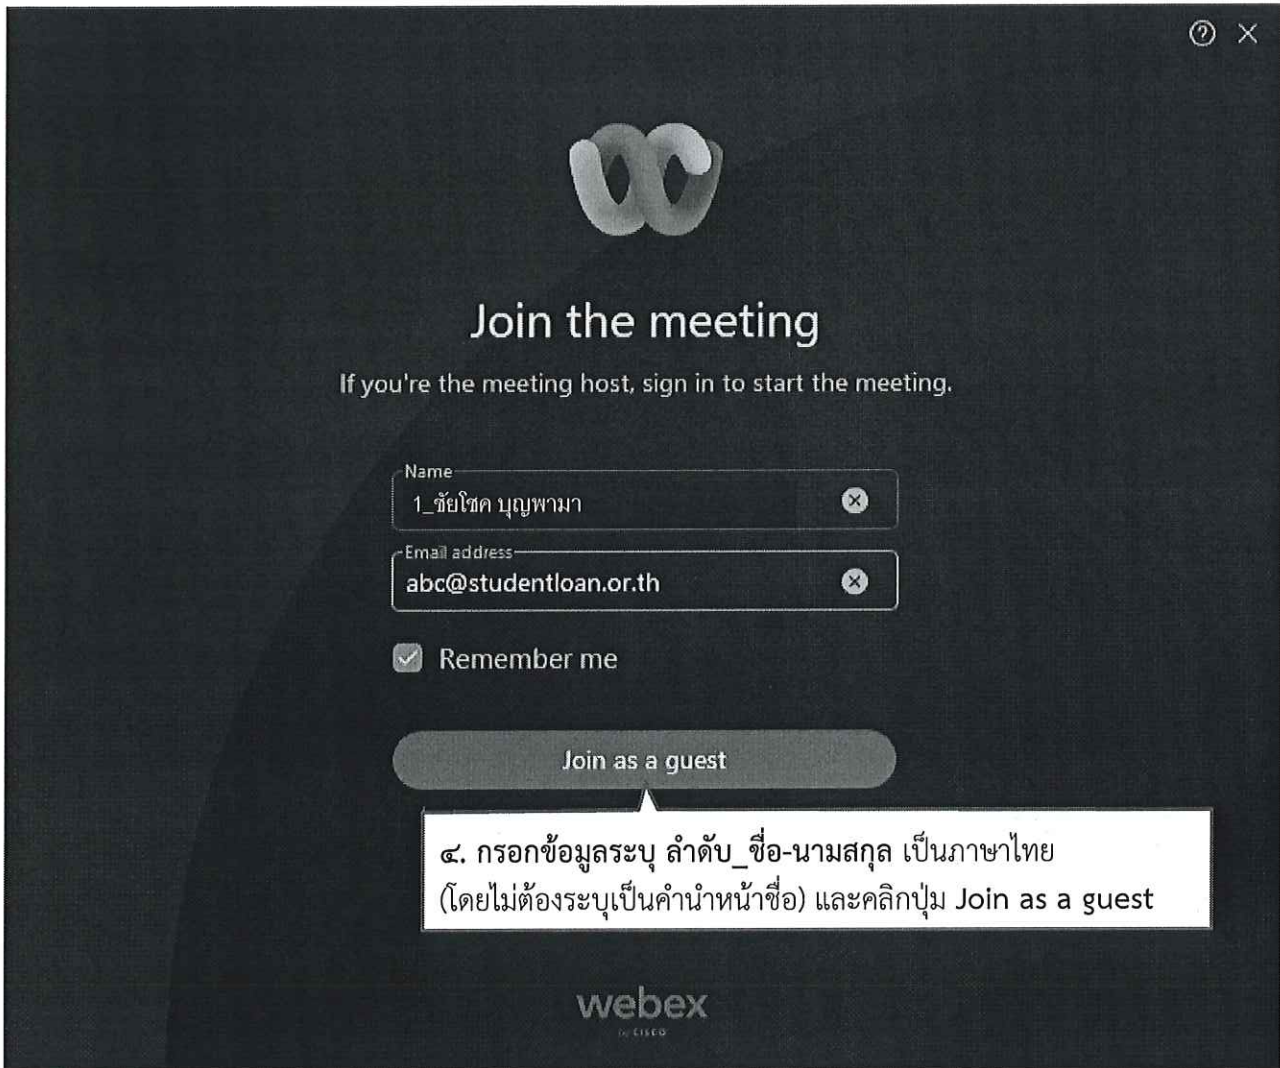 Join the meeting
If you're the meeting host, sign in to start the meeting.
Name
1_ชัยโชค บุญพามา
Email address
abc@studentloan.or.th
Remember me
Join as a guest
๔. กรอกข้อมูลระบุ ลำดับ_ชื่อ-นามสกุล เป็นภาษาไทย
(โดยไม่ต้องระบุเป็นคำนำหน้าชื่อ) และคลิกปุ่ม Join as a guest
webex
by CISCO